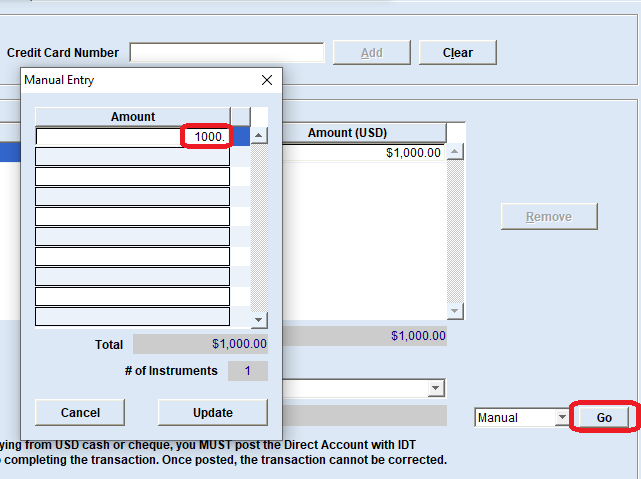 Credit Card Number
Add
Clear
Manual Entry
Amount
1000.
Amount (USD)
$1,000.00
Remove
Total $1,000.00
$1,000.00
# of Instruments 1
Cancel
Update
Manual
Go
ying from USD cash or cheque, you MUST post the Direct Account with IDT
completing the transaction. Once posted, the transaction cannot be corrected.